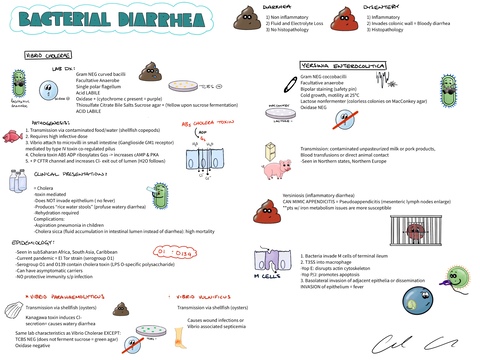 BACTERIAL DIARRHEA
DIARRHEA
1) Non inflammatory
2) Fluid and Electrolyte Loss
3) No histopathology
DYSENTERY
1) Inflammatory
2) Invades colonic wall = Bloody diarrhea
3) Histopathology
VIBRIO CHOLERAE
LAB DX:
Gram NEG curved bacilli
Facultative anaerobe
Single polar flagellum
Acid LABILE
Oxidase + (cytochrome c present = purple)
Thiosulfate Citrate Bile Salts Sucrose agar + (Yellow upon sucrose fermentation)
ACID LABILE
TCBS
PATHOGENESIS:
1. Transmission via contaminated food/water (shellfish copepods)
2. Requires high infective dose
3. Vibrio attach to microvilli in small intestine (Ganglioside GM1 receptor)
mediated by type IV toxin co-regulated pilus
4. Cholera toxin ABS ADP ribosylates Gαs -> increases cAMP & PKA
5. + P CFTR channel and increases Cl- out of lumen (H2O follows)
AB5 CHOLERA TOXIN
CLINICAL PRESENTATIONS:
- Cholera
-toxin mediated
-Does NOT invade epithelium ( no fever)
-Produces "rice water stools" (profuse watery diarrhea)
-Rehydration required
Complications:
-Aspiration pneumonia in children
-Cholera sicca (fluid accumulation in intestinal lumen instead of diarrhea): high mortality
EPIDEMIOLOGY:
-Seen in subSaharan Africa, South Asia, Caribbean
-Current pandemic = El Tor strain (serogroup O1)
-Serogroup O1 and O139 contain cholera toxin (LPS O-specific polysaccharide)
-Can have asymptomatic carriers
-NO protective immunity s/p infection
O1 O139
* VIBRIO PARAHAEMOLYTICUS
Transmission via shellfish (oysters)
Kanagawa toxin induces Cl-
secretion- causes watery diarrhea
Same lab characteristics as Vibrio Cholerae EXCEPT:
TCBS NEG (does not ferment sucrose = green agar)
Oxidase negative
TCBS
VIBRIO VULNIFICUS
Transmission via shellfish (oysters)
Causes wound infections or
Vibrio associated septicemia
YERSINIA ENTEROCOLITICA
Gram NEG coccobacilli
Facultative anaerobe
Bipolar staining (safety pin)
Cold growth, motility at 25°C
Lactose nonfermentor (colorless colonies on MacConkey agar)
Oxidase NEG
MACCONKEY
LACTOSE -
Transmission: contaminated unpasteurized milk or pork products,
Blood transfusions or direct animal contact
-Seen in Northern states, Northern Europe
Yersiniosis (inflammatory diarrhea)
CAN MIMIC APPENDICITIS = Pseudoappendicitis (mesenteric lymph nodes enlarge)
**pts w/ iron metabolism issues are more susceptible
M CELLS
1. Bacteria invade M cells of terminal ileum
2. T3SS into macrophage
-Yop E: disrupts actin cytoskeleton
-Yop P/J: promotes apoptosis
3. Basolateral invasion of adjacent epithelia or dissemination
INVASION of epithelium = fever